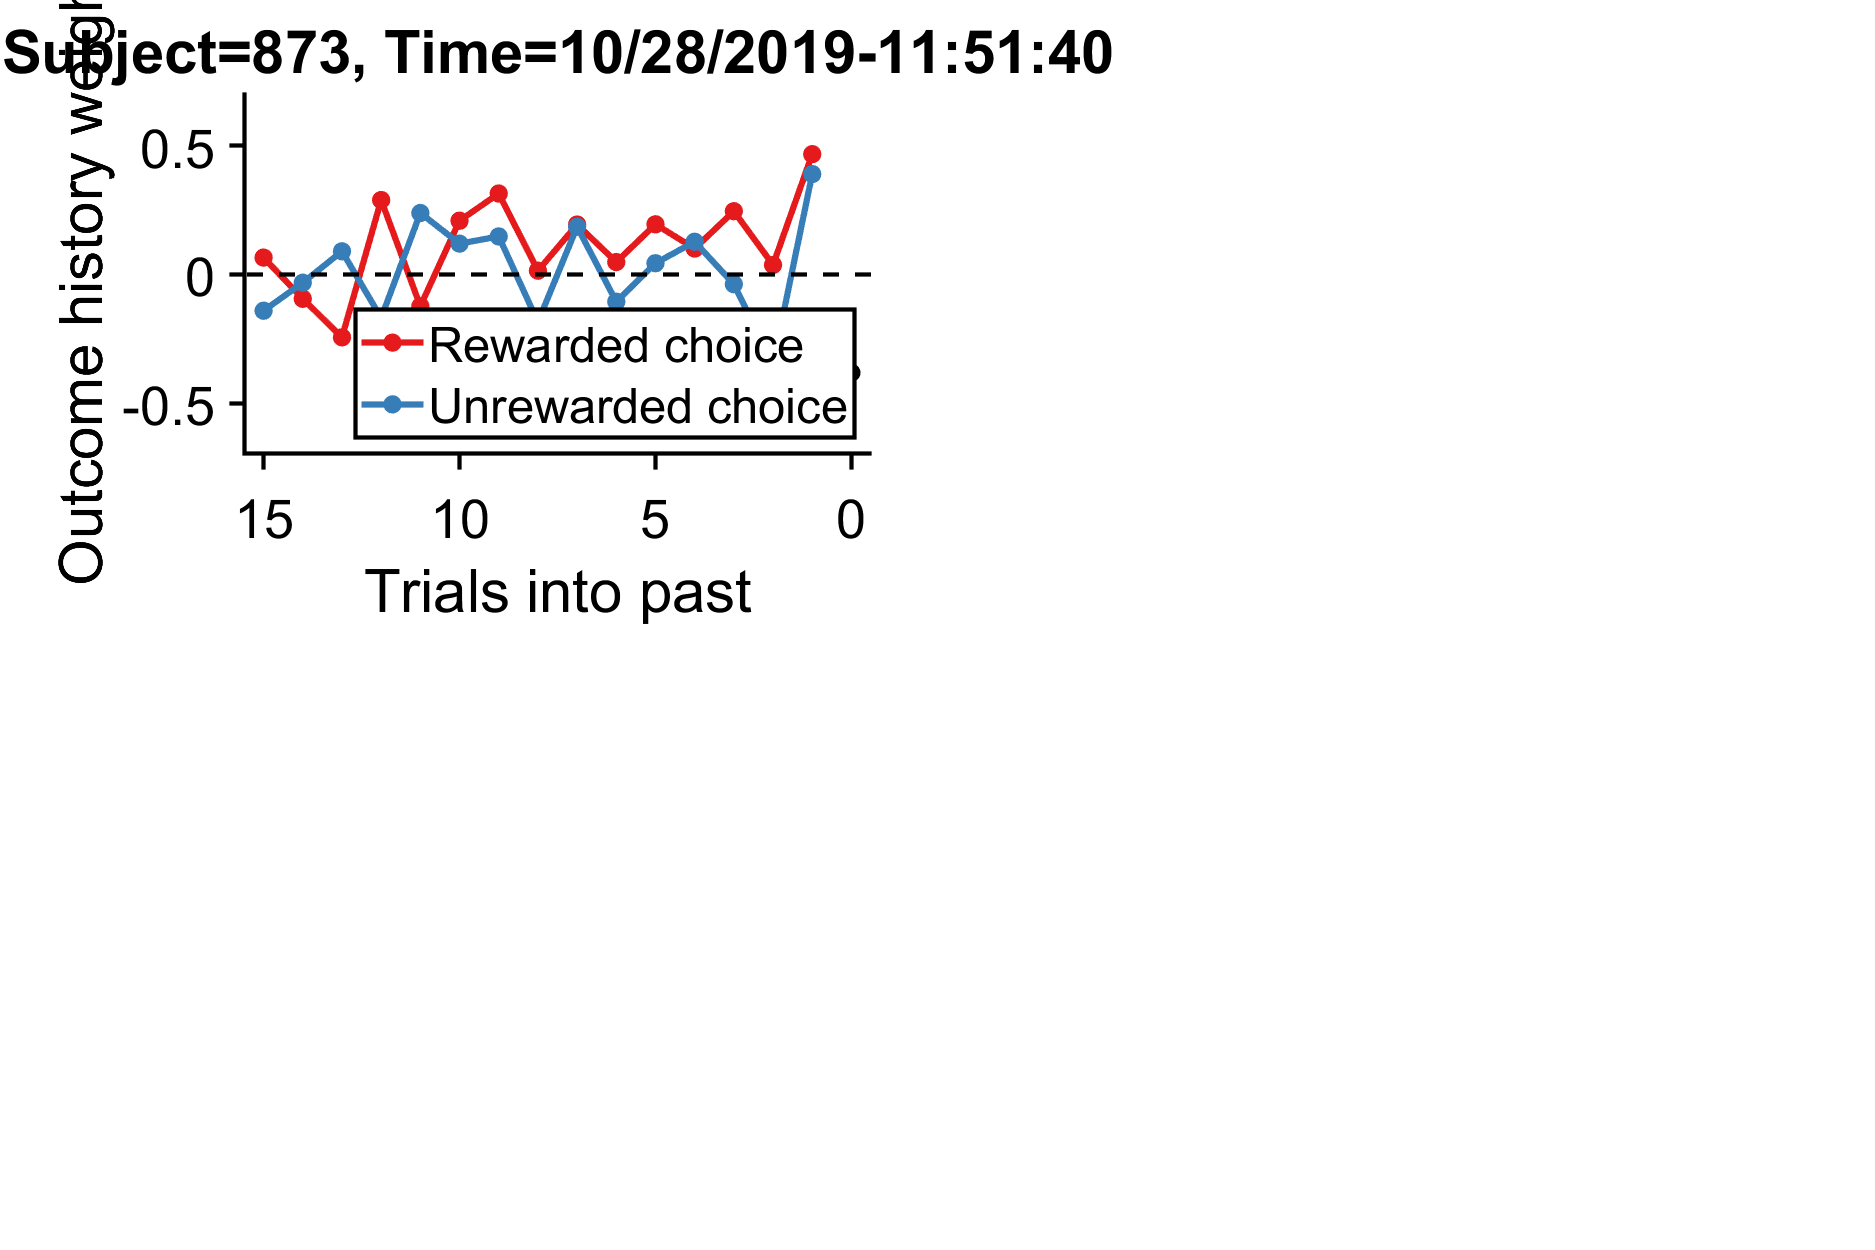 Subject=873, Time=10/28/2019-11:51:40
Outcome history
0.5
0
-0.5
Rewarded choice
Unrewarded choice
15 10 5 0
Trials into past